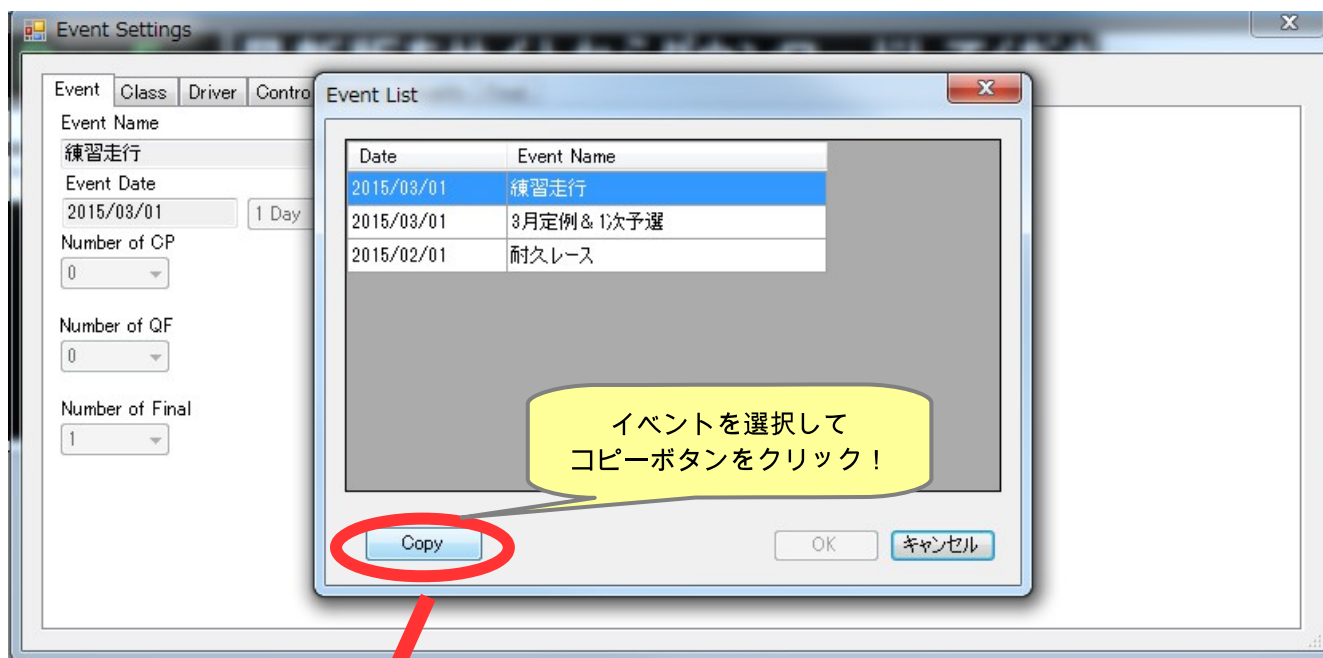 Event Settings
Event Class Driver Contro
Event Name
練習走行
Event Date
2015/03/01 1 Day
Number of CP
0
Number of QF
0
Number of Final
1
Event List
Date Event Name
2015/03/01 練習走行
2015/03/01 3月定例&1次予選
2015/02/01 耐久レース
イベントを選択して
コピーボタンをクリック!
Copy OK キャンセル